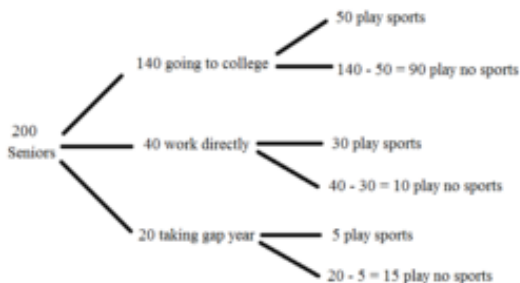 50 play sports
140 going to college
140 - 50 = 90 play no sports
200
Seniors
40 work directly
30 play sports
40 - 30 = 10 play no sports
20 taking gap year
5 play sports
20 - 5 = 15 play no sports